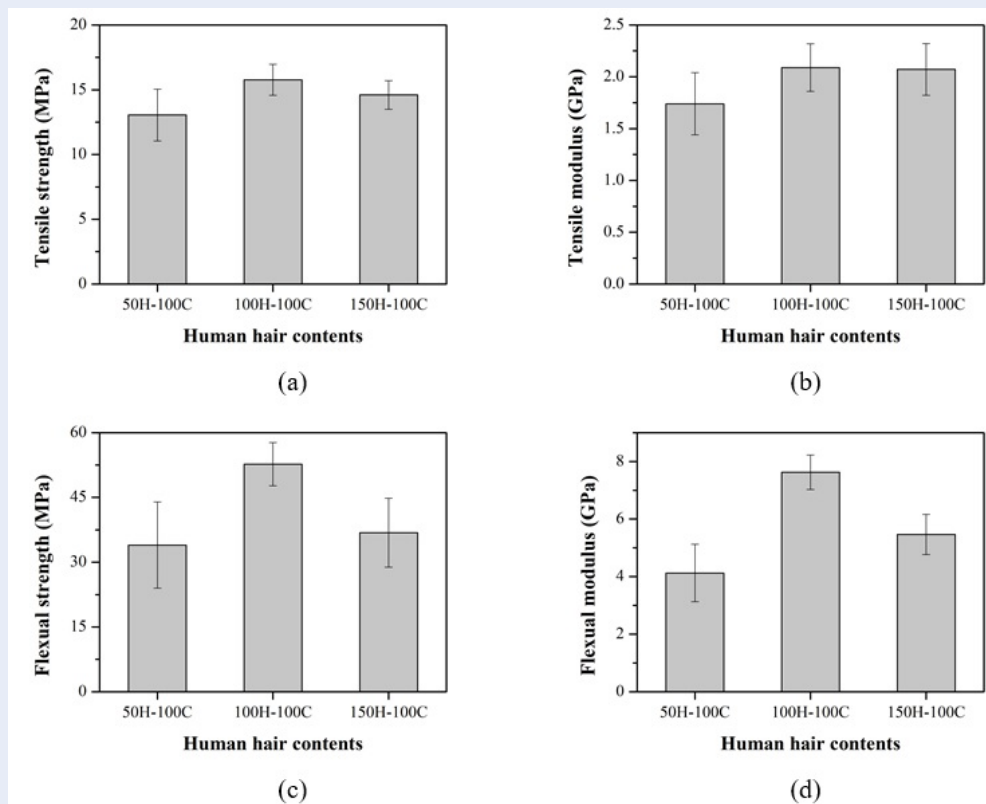 20
15
10
5
0
Tensile strength (MPa)
50H-100C 100H-100C 150H-100C
Human hair contents
(a)
2.5
2.0
1.5
1.0
0.5
0.0
Tensile modulus (GPa)
50H-100C 100H-100C 150H-100C
Human hair contents
(b)
60
45
30
15
0
Flexual strength (MPa)
50H-100C 100H-100C 150H-100C
Human hair contents
(c)
8
6
4
2
0
Flexual modulus (GPa)
50H-100C 100H-100C 150H-100C
Human hair contents
(d)